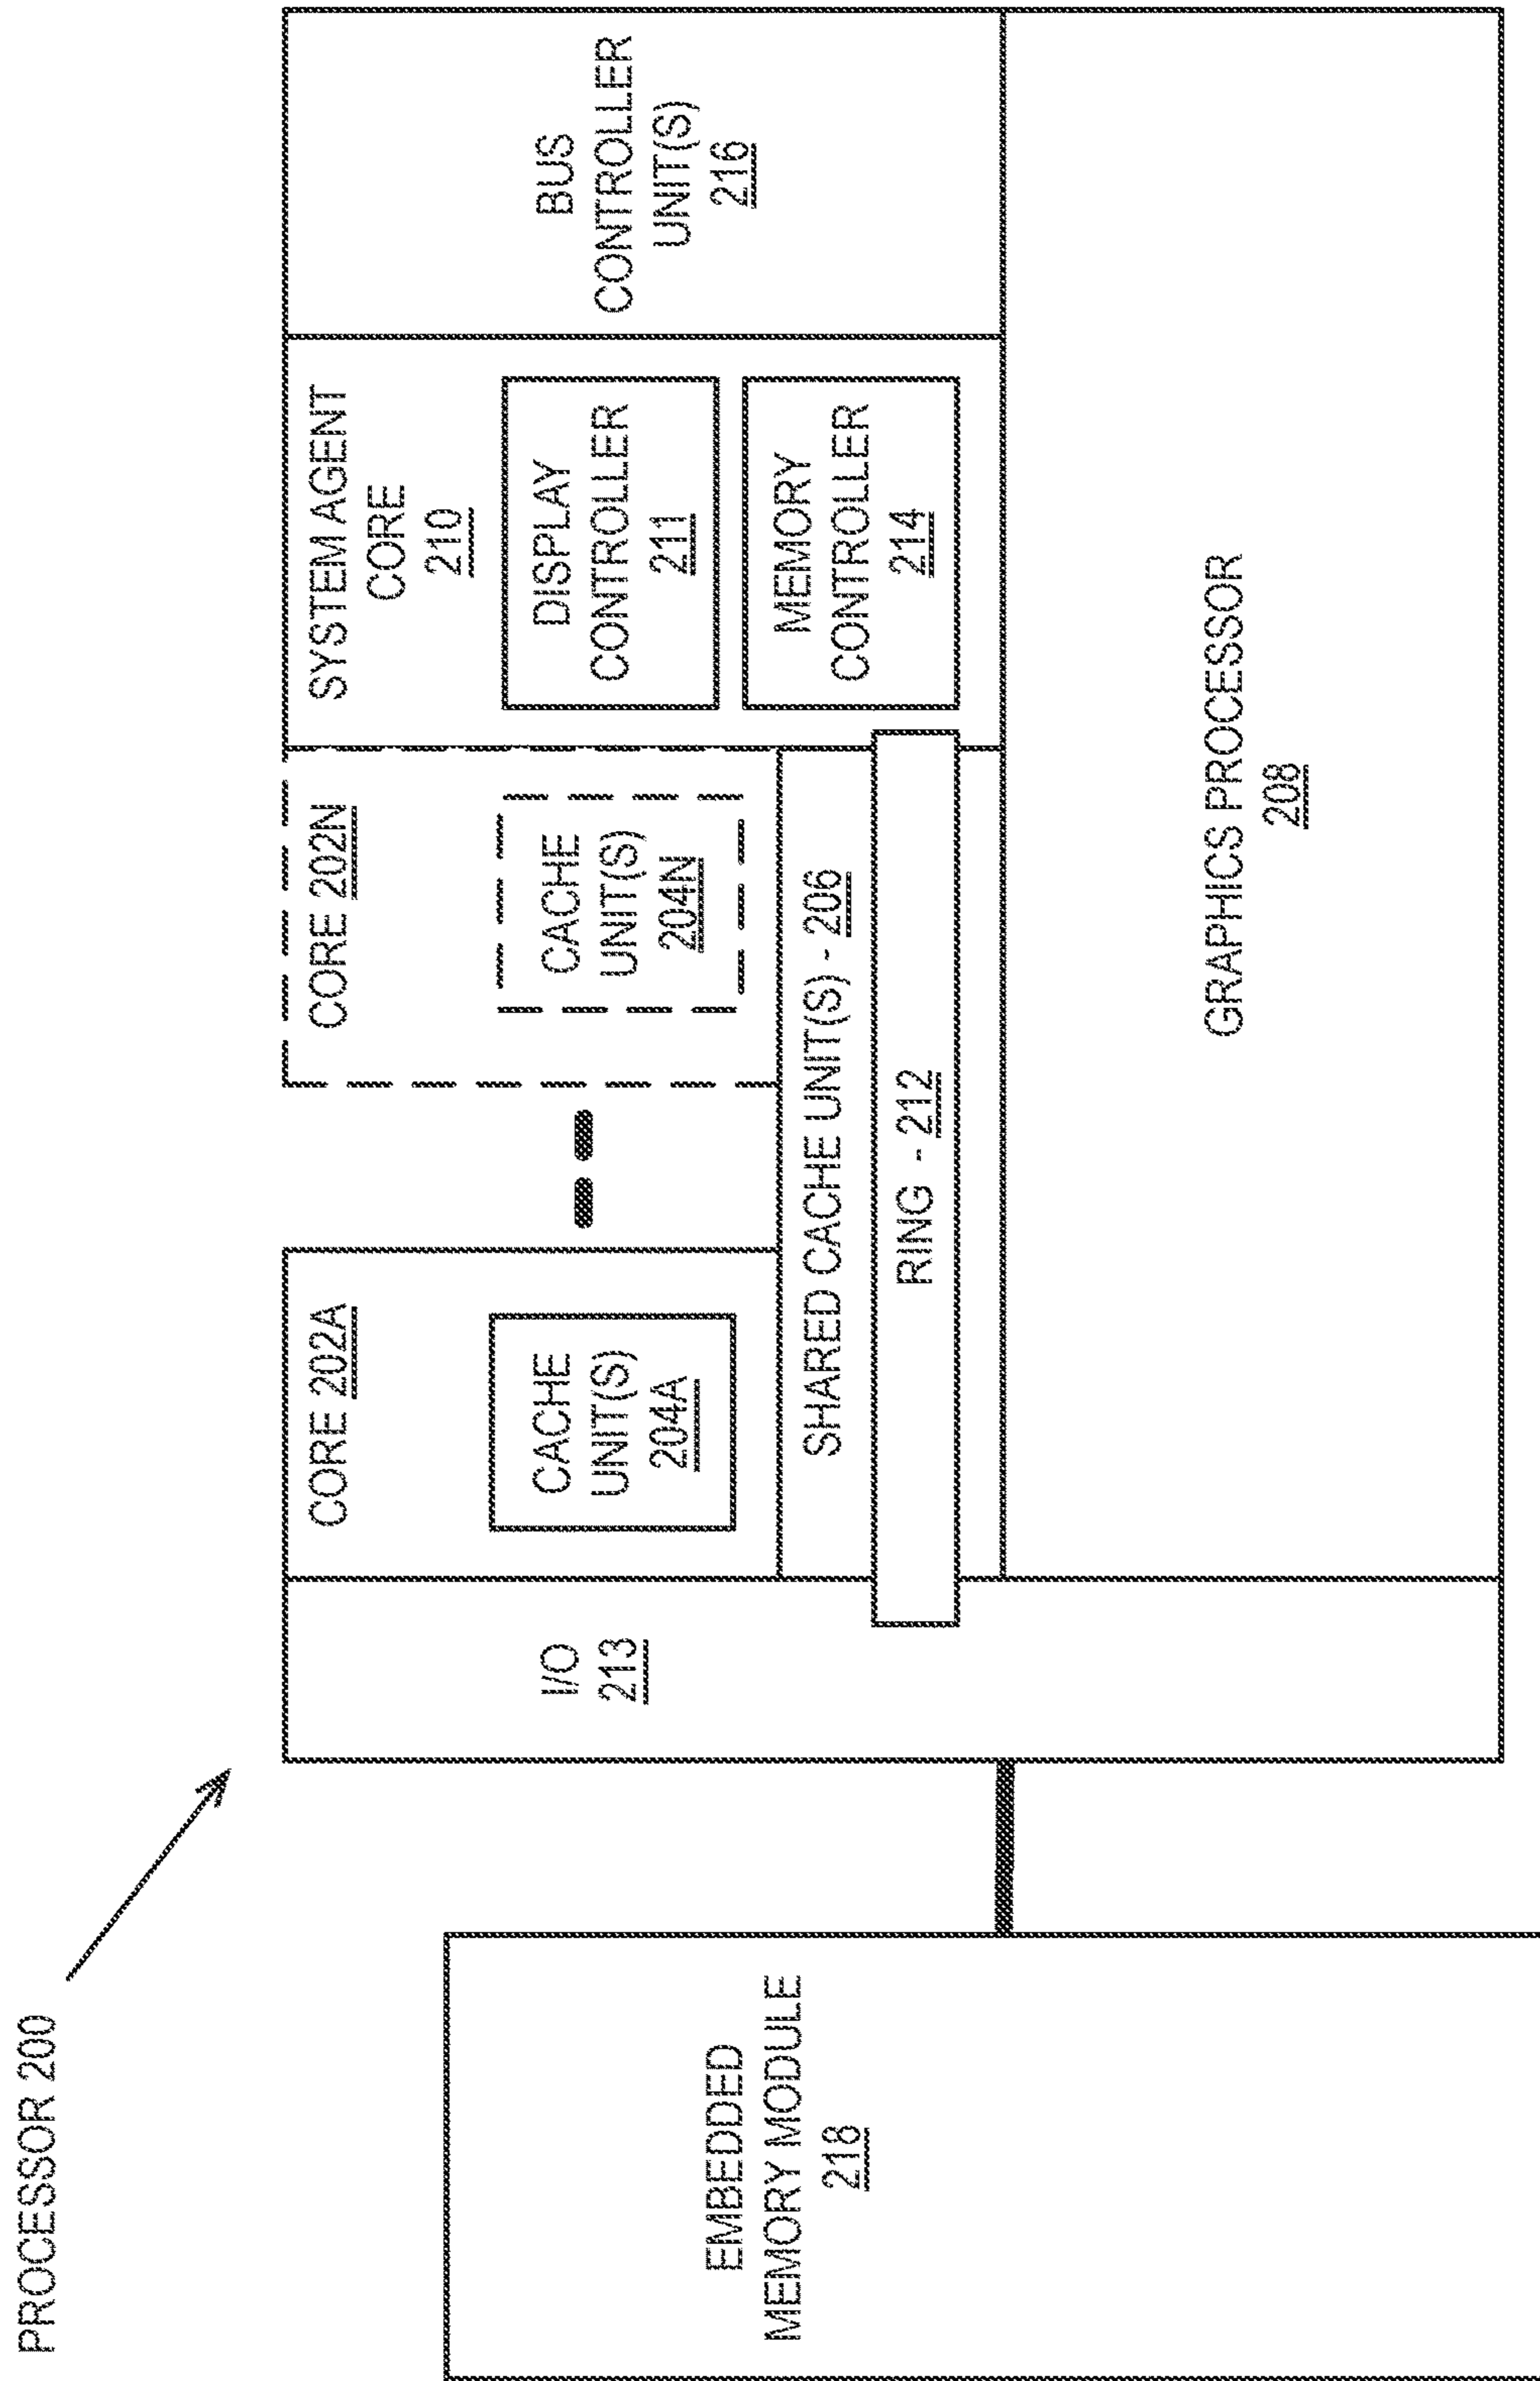 PROCESSOR 200
EMBEDDED
MEMORY MODULE
218
I/O
213
CORE 202A
CACHE
UNIT(S)
204A
CORE 202N
CACHE
UNIT(S)
204N
SHARED CACHE UNIT(S) - 206
RING - 212
SYSTEM AGENT
CORE
210
DISPLAY
CONTROLLER
211
MEMORY
CONTROLLER
214
BUS
CONTROLLER
UNIT(S)
216
GRAPHICS PROCESSOR
208